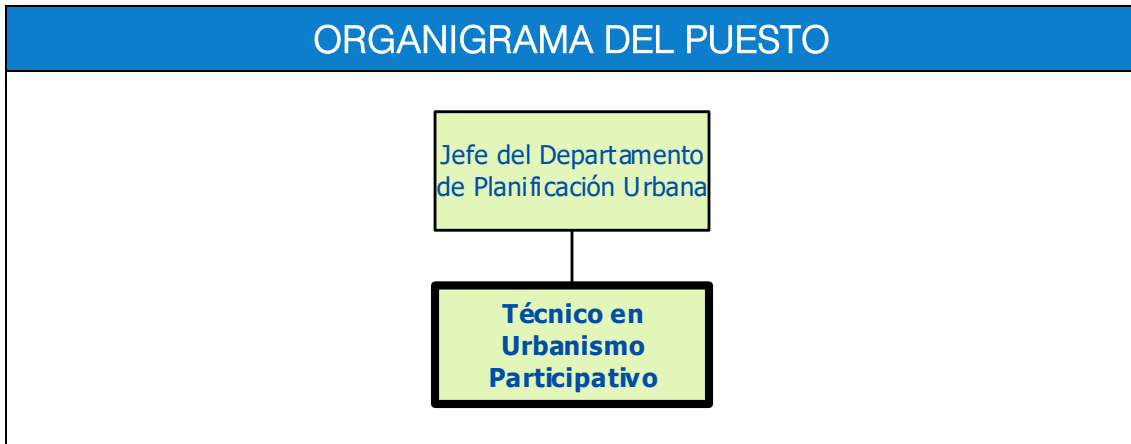 ORGANIGRAMA DEL PUESTO
Jefe del Departamento
de Planificación Urbana
Técnico en
Urbanismo
Participativo